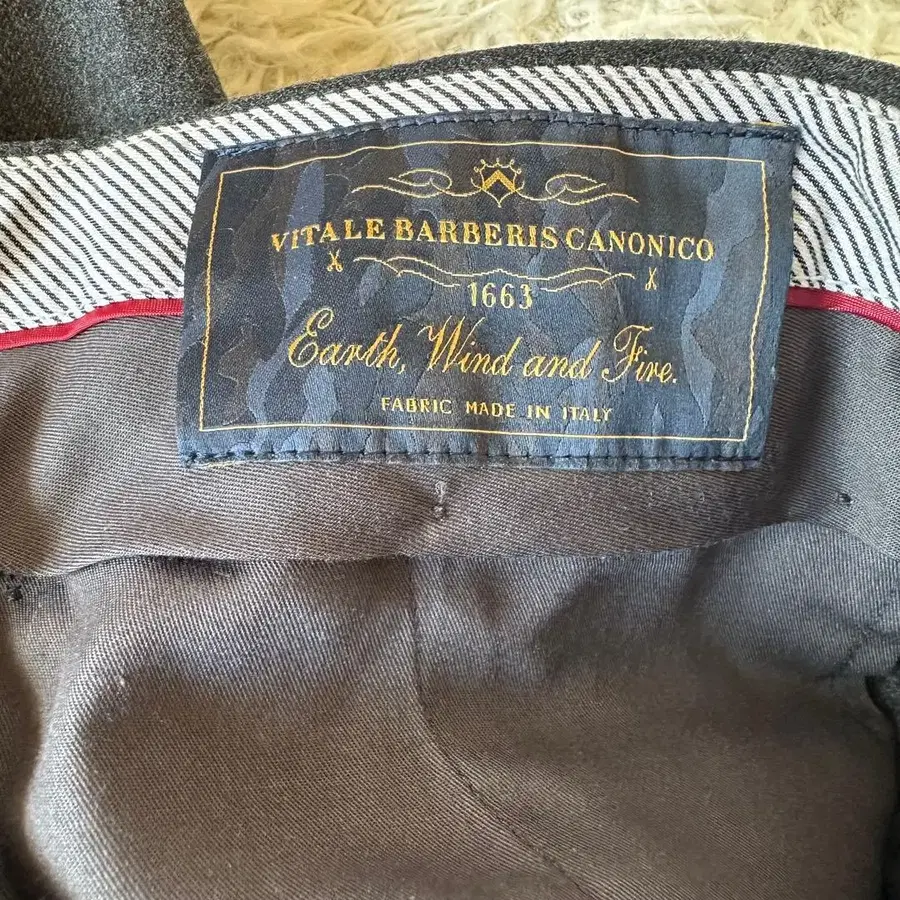 VITALE BARBERIS CANONICO
1663
Earth, Wind and Fire.
FABRIC MADE IN ITALY